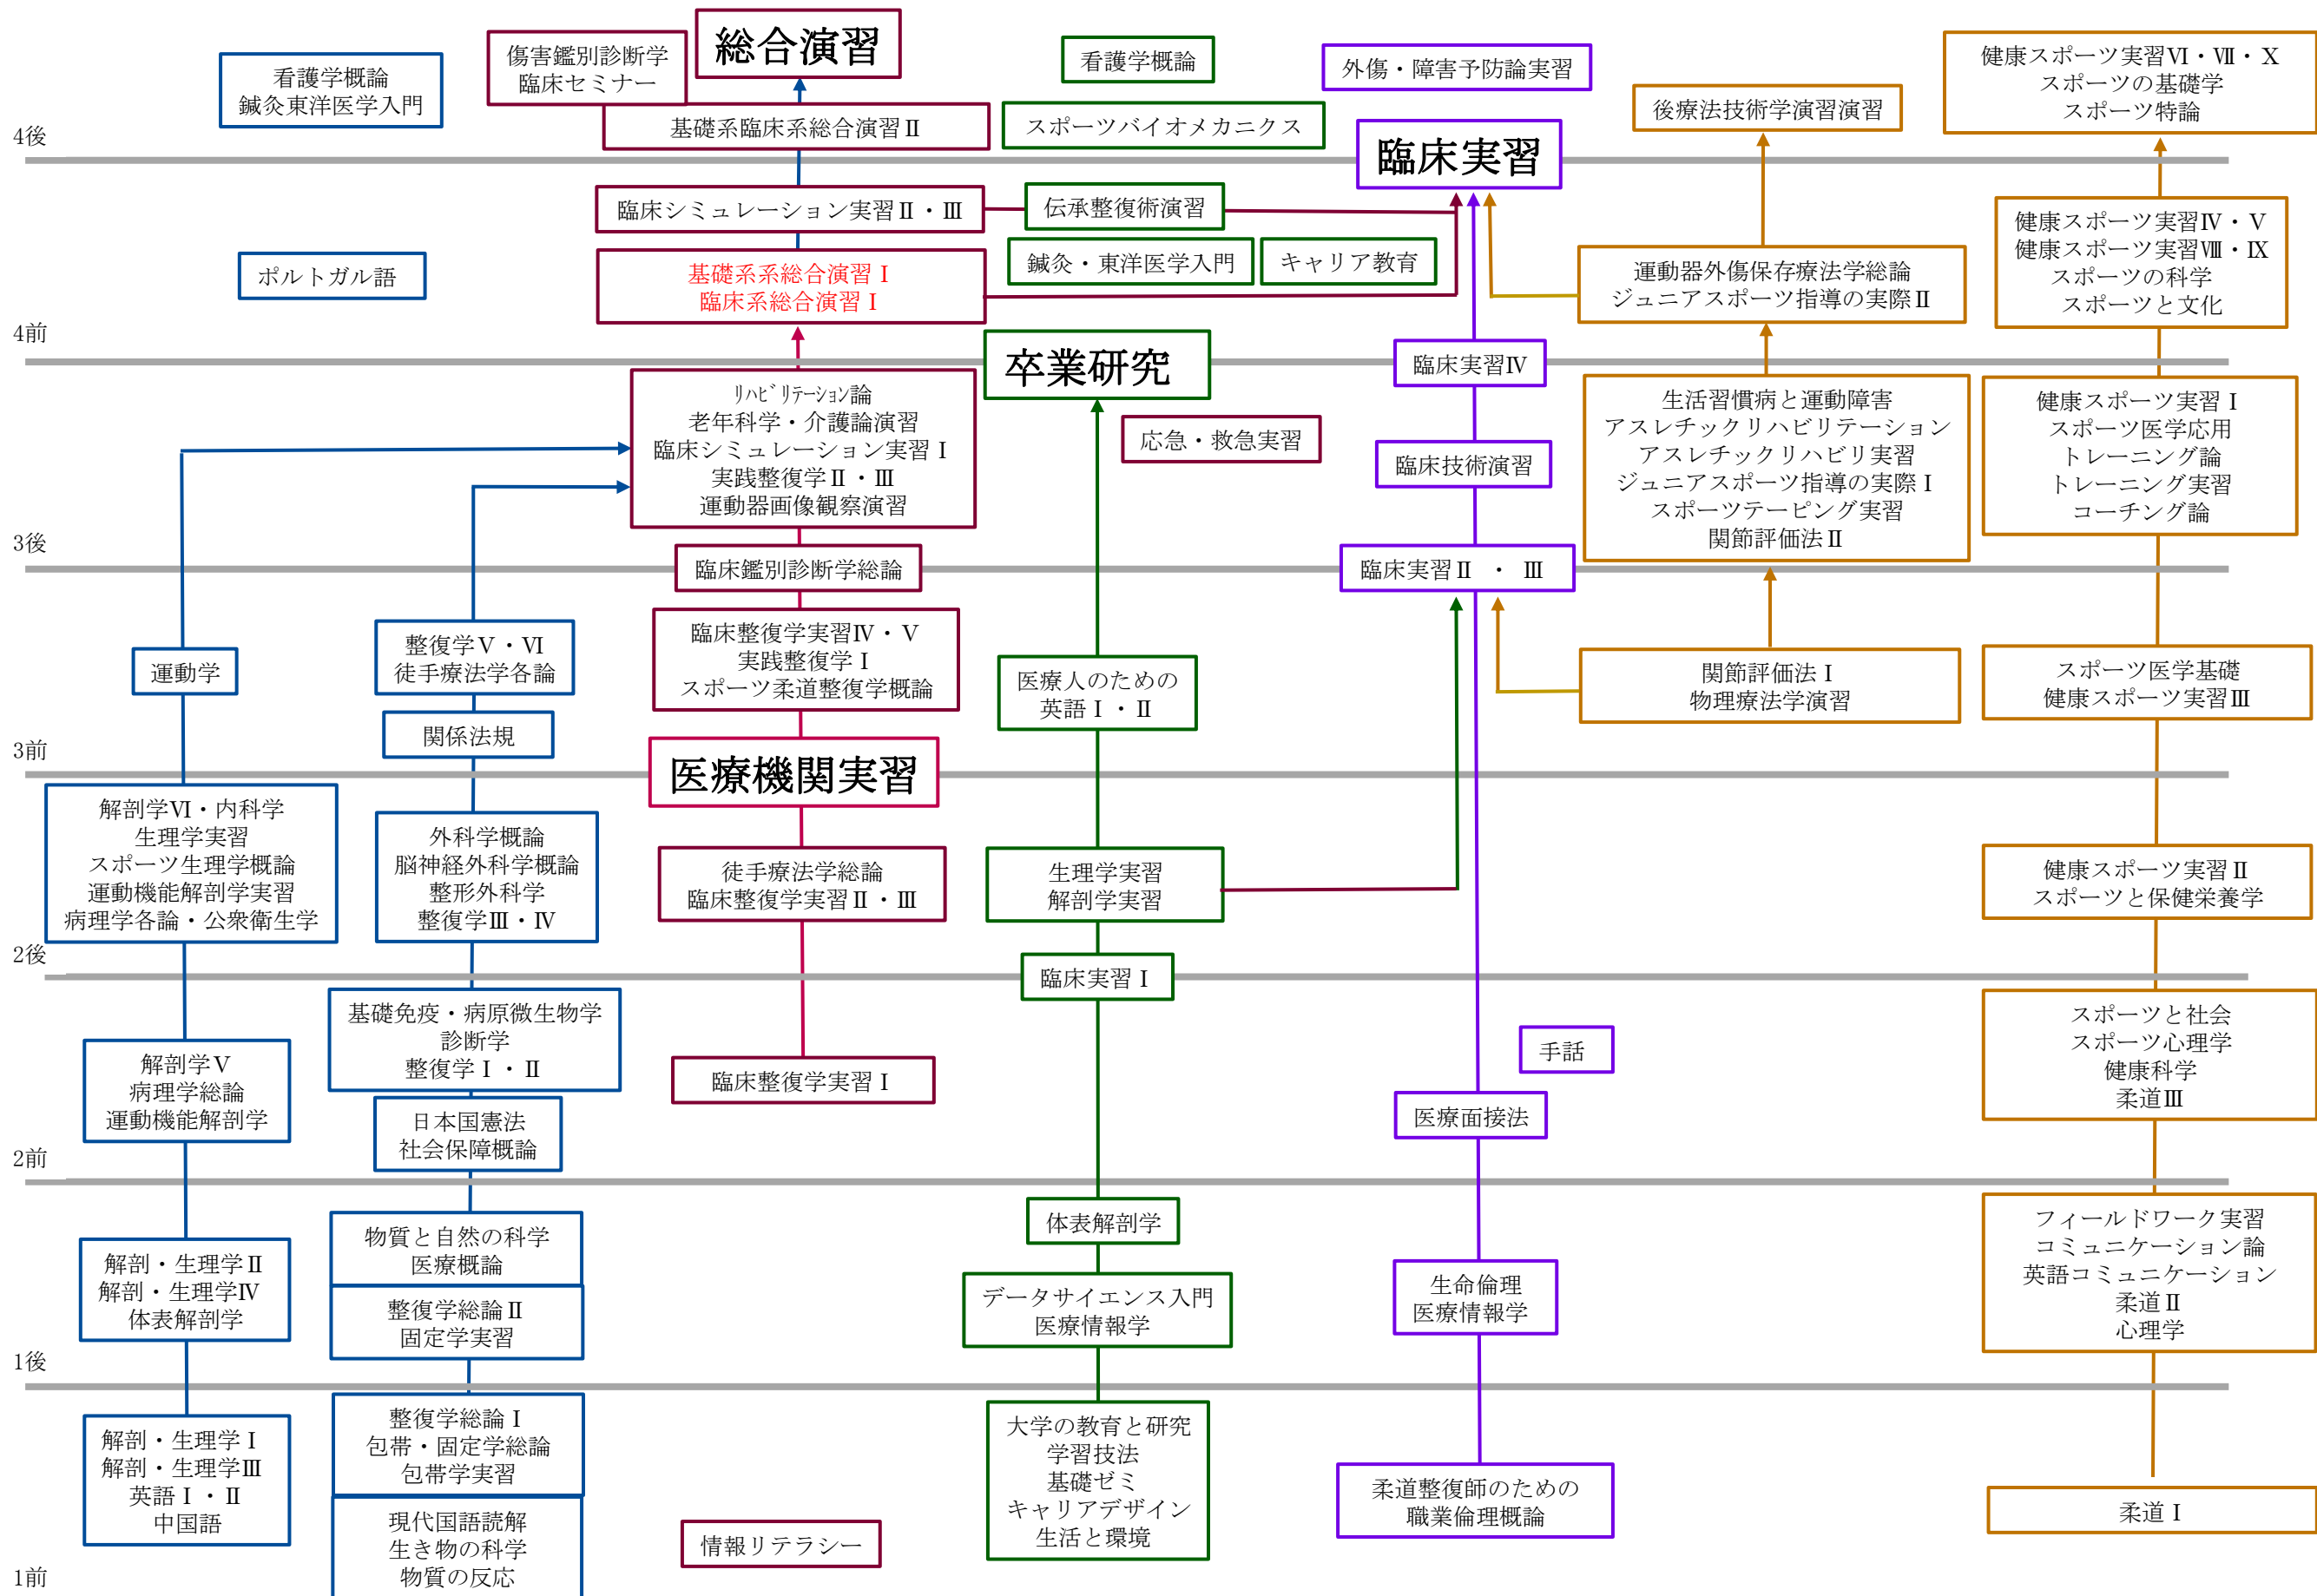 総合演習
傷害鑑別診断学
臨床セミナー
看護学概論
鍼灸東洋医学入門
看護学概論
外傷・障害予防論実習
健康スポーツ実習Ⅵ・Ⅶ・Ⅹ
スポーツの基礎学
スポーツ特論
基礎系臨床系総合演習Ⅱ
スポーツバイオメカニクス
後療法技術学演習演習
4後
臨床実習
臨床シミュレーション実習Ⅱ・Ⅲ
伝承整復術演習
健康スポーツ実習Ⅳ・Ⅴ
健康スポーツ実習Ⅷ・Ⅸ
スポーツの科学
スポーツと文化
ポルトガル語
基礎系系総合演習Ⅰ
臨床系総合演習Ⅰ
鍼灸・東洋医学入門
キャリア教育
運動器外傷保存療法学総論
ジュニアスポーツ指導の実際Ⅱ
4前
卒業研究
臨床実習Ⅳ
ﾘﾊﾋﾞﾘﾃｰｼｮﾝ論
老年科学・介護論演習
臨床シミュレーション実習Ⅰ
実践整復学Ⅱ・Ⅲ
運動器画像観察演習
応急・救急実習
臨床技術演習
生活習慣病と運動障害
アスレチックリハビリテーション
アスレチックリハビリ実習
ジュニアスポーツ指導の実際Ⅰ
スポーツテーピング実習
関節評価法Ⅱ
健康スポーツ実習Ⅰ
スポーツ医学応用
トレーニング論
トレーニング実習
コーチング論
3後
臨床鑑別診断学総論
臨床実習Ⅱ ・ Ⅲ
運動学
整復学Ⅴ・Ⅵ
徒手療法学各論
臨床整復学実習Ⅳ・Ⅴ
実践整復学Ⅰ
スポーツ柔道整復学概論
医療人のための
英語Ⅰ・Ⅱ
関節評価法Ⅰ
物理療法学演習
スポーツ医学基礎
健康スポーツ実習Ⅲ
関係法規
3前
医療機関実習
解剖学Ⅵ・内科学
生理学実習
スポーツ生理学概論
運動機能解剖学実習
病理学各論・公衆衛生学
外科学概論
脳神経外科学概論
整形外科学
整復学Ⅲ・Ⅳ
徒手療法学総論
臨床整復学実習Ⅱ・Ⅲ
生理学実習
解剖学実習
健康スポーツ実習Ⅱ
スポーツと保健栄養学
2後
臨床実習Ⅰ
解剖学Ⅴ
病理学総論
運動機能解剖学
基礎免疫・病原微生物学
診断学
整復学Ⅰ・Ⅱ
臨床整復学実習Ⅰ
手話
スポーツと社会
スポーツ心理学
健康科学
柔道Ⅲ
日本国憲法
社会保障概論
医療面接法
2前
解剖・生理学Ⅱ
解剖・生理学Ⅳ
体表解剖学
物質と自然の科学
医療概論
整復学総論Ⅱ
固定学実習
体表解剖学
データサイエンス入門
医療情報学
生命倫理
医療情報学
フィールドワーク実習
コミュニケーション論
英語コミュニケーション
柔道Ⅱ
心理学
1後
解剖・生理学Ⅰ
解剖・生理学Ⅲ
英語Ⅰ・Ⅱ
中国語
整復学総論Ⅰ
包帯・固定学総論
包帯学実習
現代国語読解
生き物の科学
物質の反応
情報リテラシー
大学の教育と研究
学習技法
基礎ゼミ
キャリアデザイン
生活と環境
柔道整復師のための
職業倫理概論
柔道Ⅰ
1前